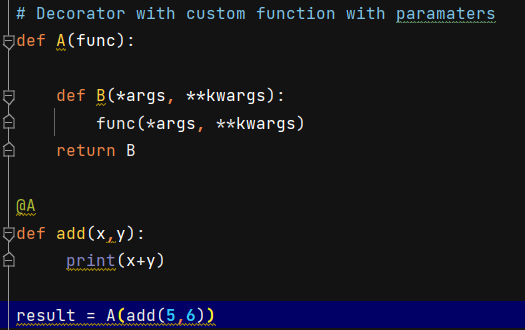 # Decorator with custom function with paramaters
def A(func):
def B(*args, **kwargs):
func(*args, **kwargs)
return B
@A
def add(x,y):
print(x+y)
result = A(add(5,6))